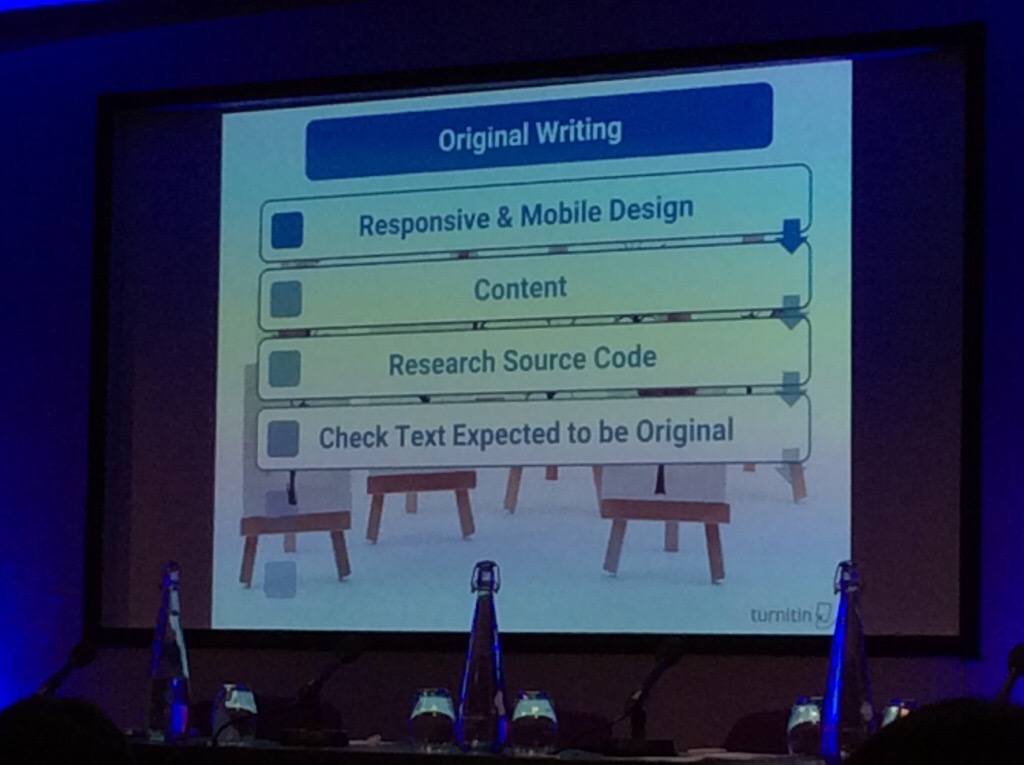 Original Writing
Responsive & Mobile Design
Content
Research Source Code
Check Text Expected to be Original
turnitin